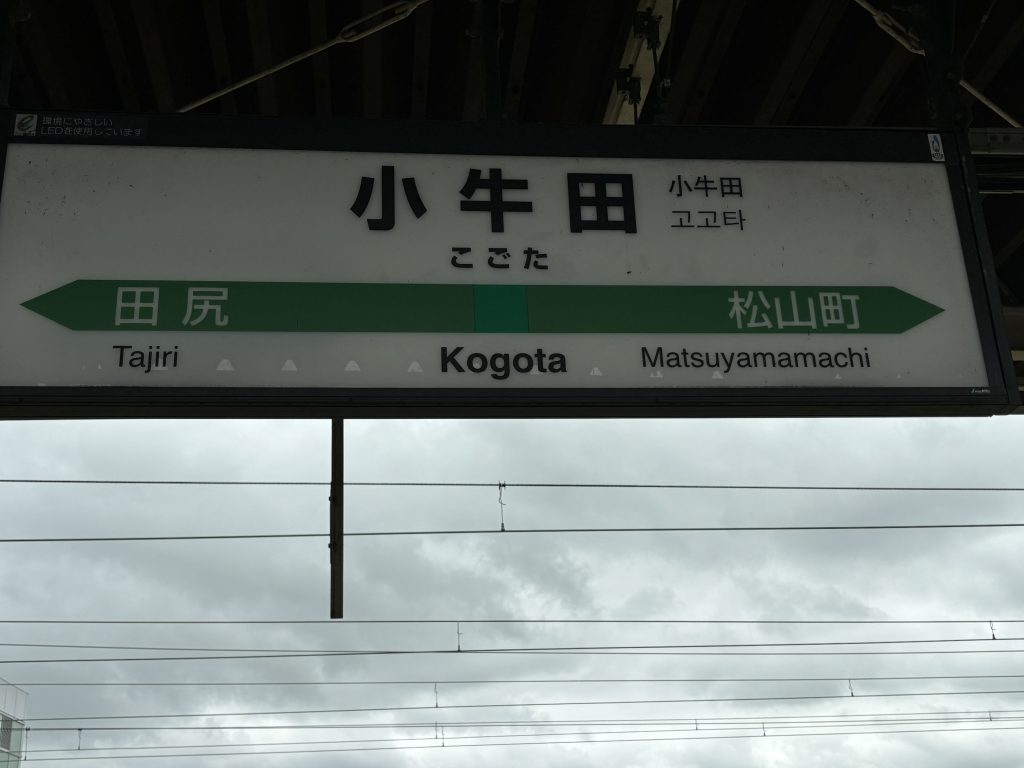 環境にやさしい
LEDを使用しています
小牛田
小牛田
고고타
こごた
田尻
松山町
Tajiri
Kogota
Matsuyamamachi